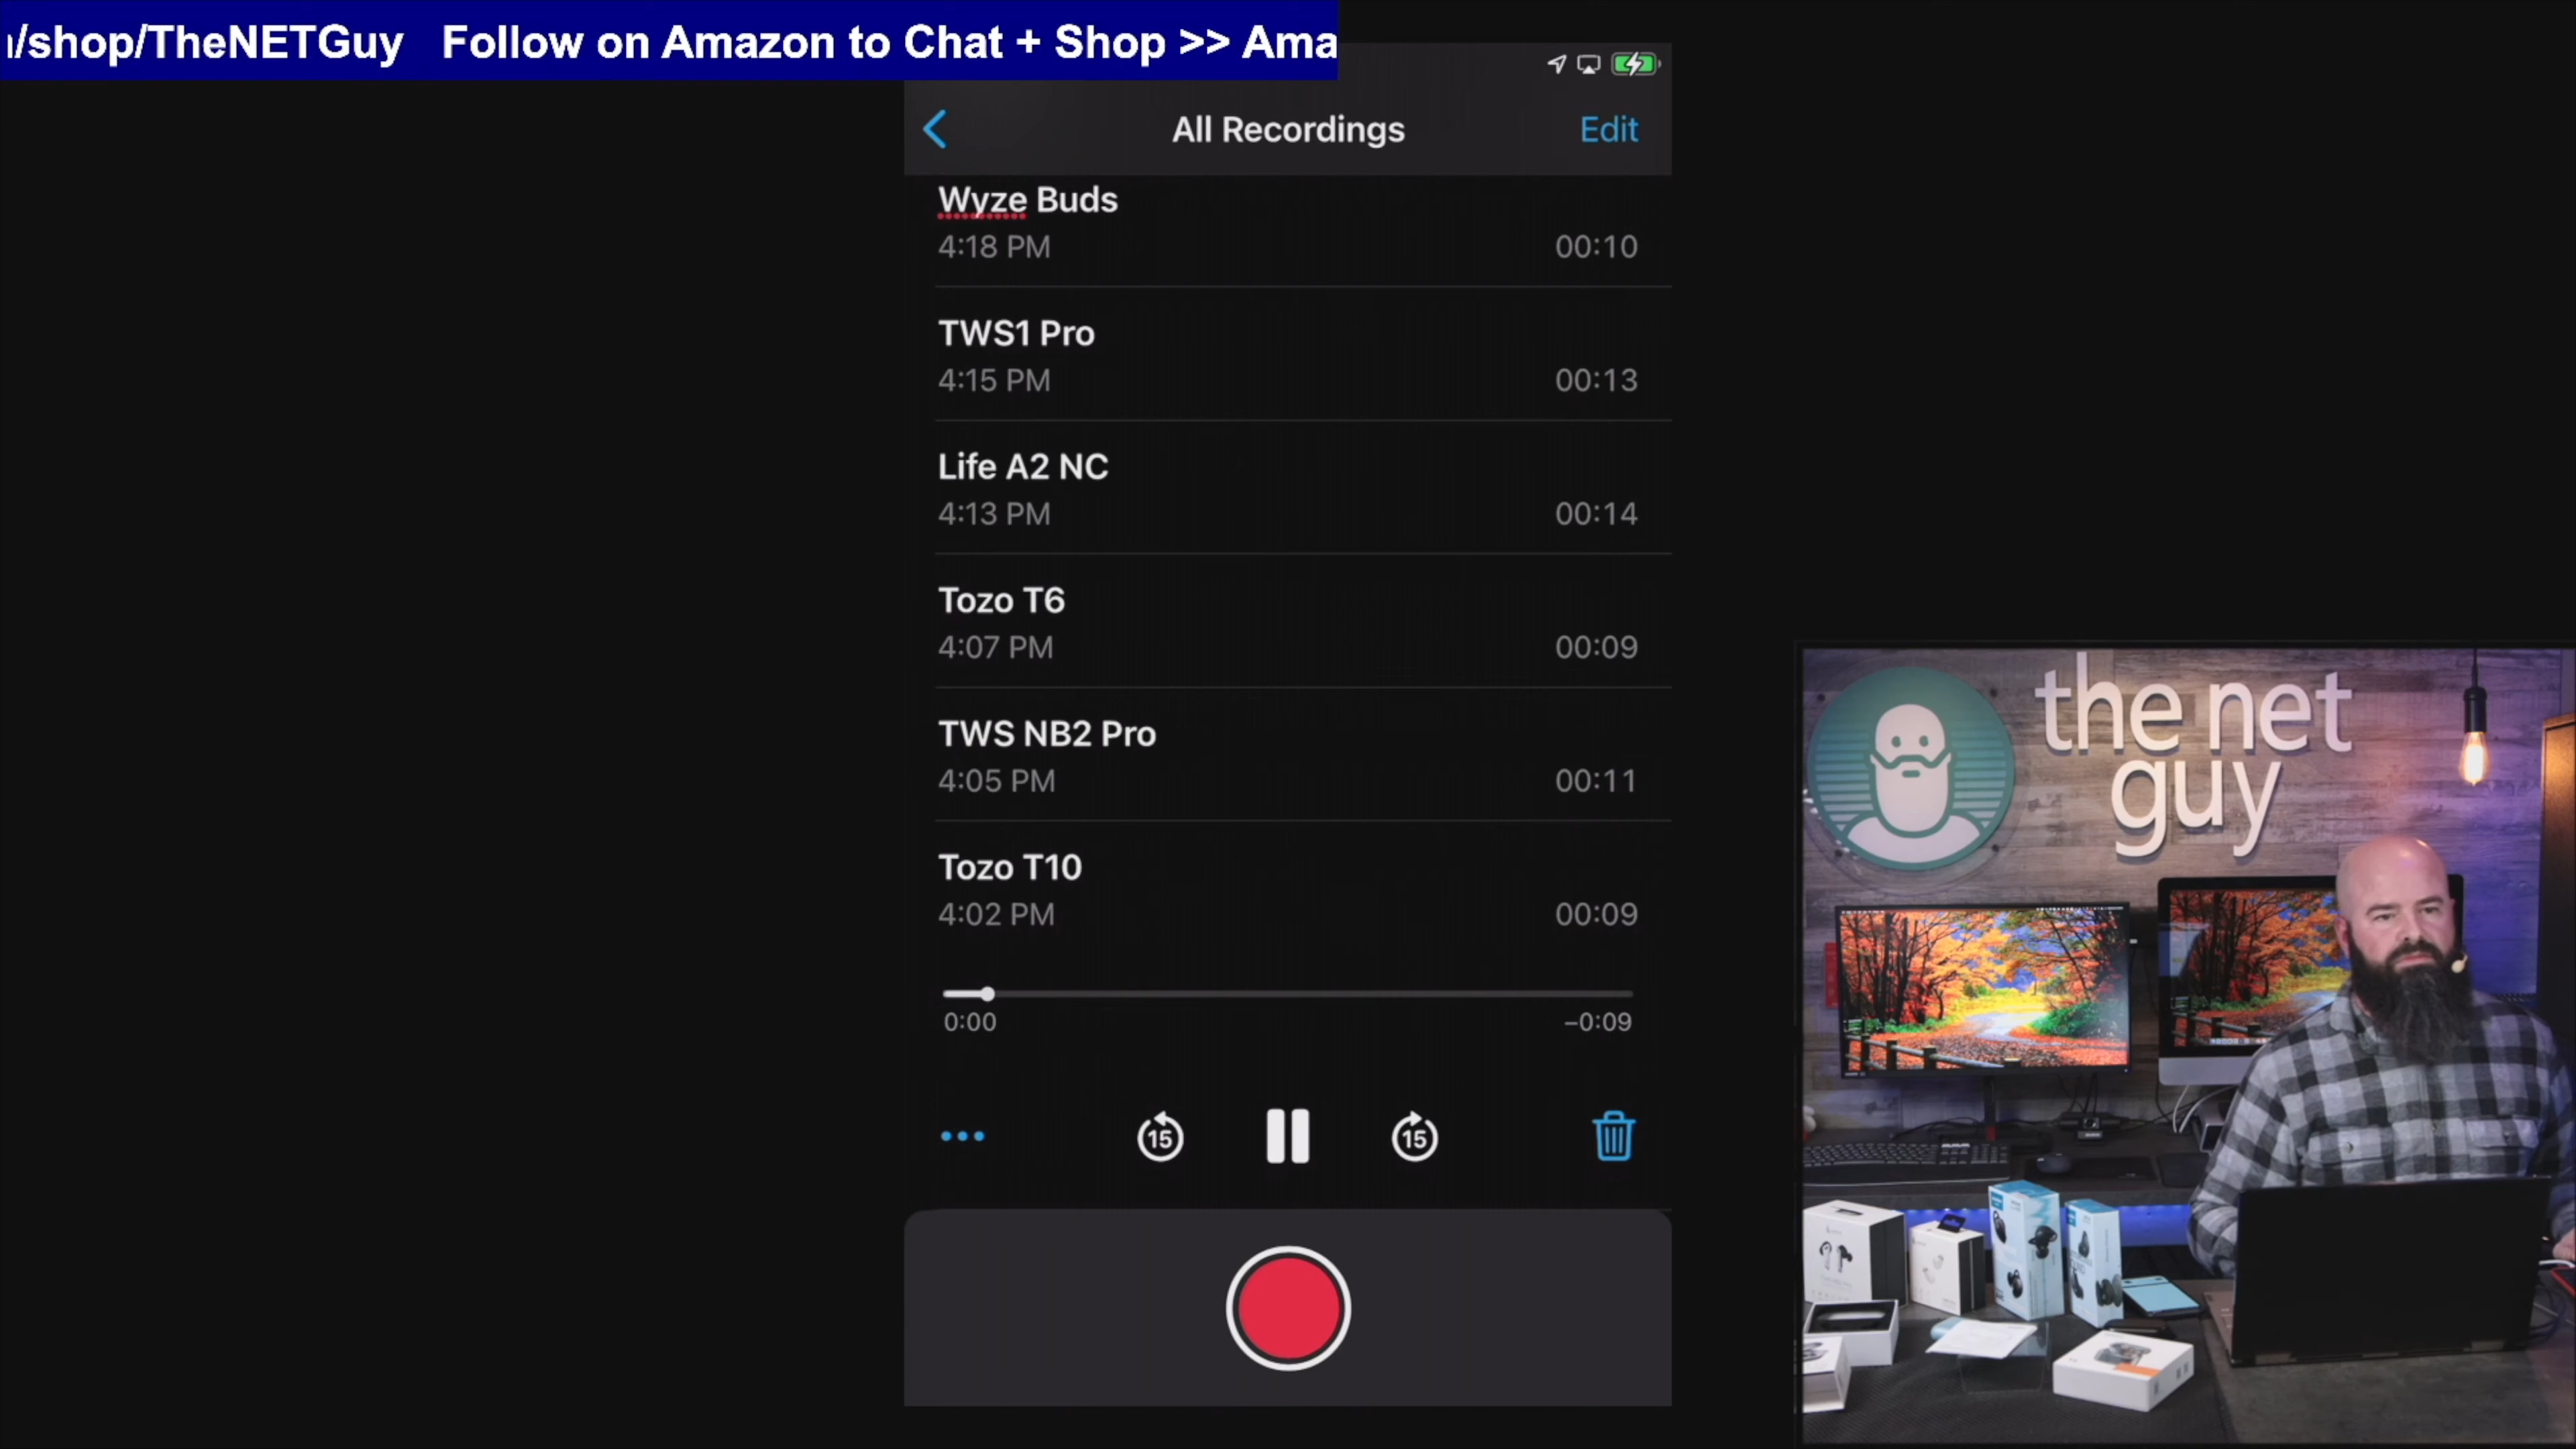 /shop/TheNETGuy Follow on Amazon to Chat + Shop >> Ama
All Recordings
Edit
Wyze Buds
4:18 PM
00:10
TWS1 Pro
4:15 PM
00:13
Life A2 NC
4:13 PM
00:14
Tozo T6
4:07 PM
00:09
TWS NB2 Pro
4:05 PM
00:11
Tozo T10
4:02 PM
00:09
0:00
−0:09
15
15
the net
guy